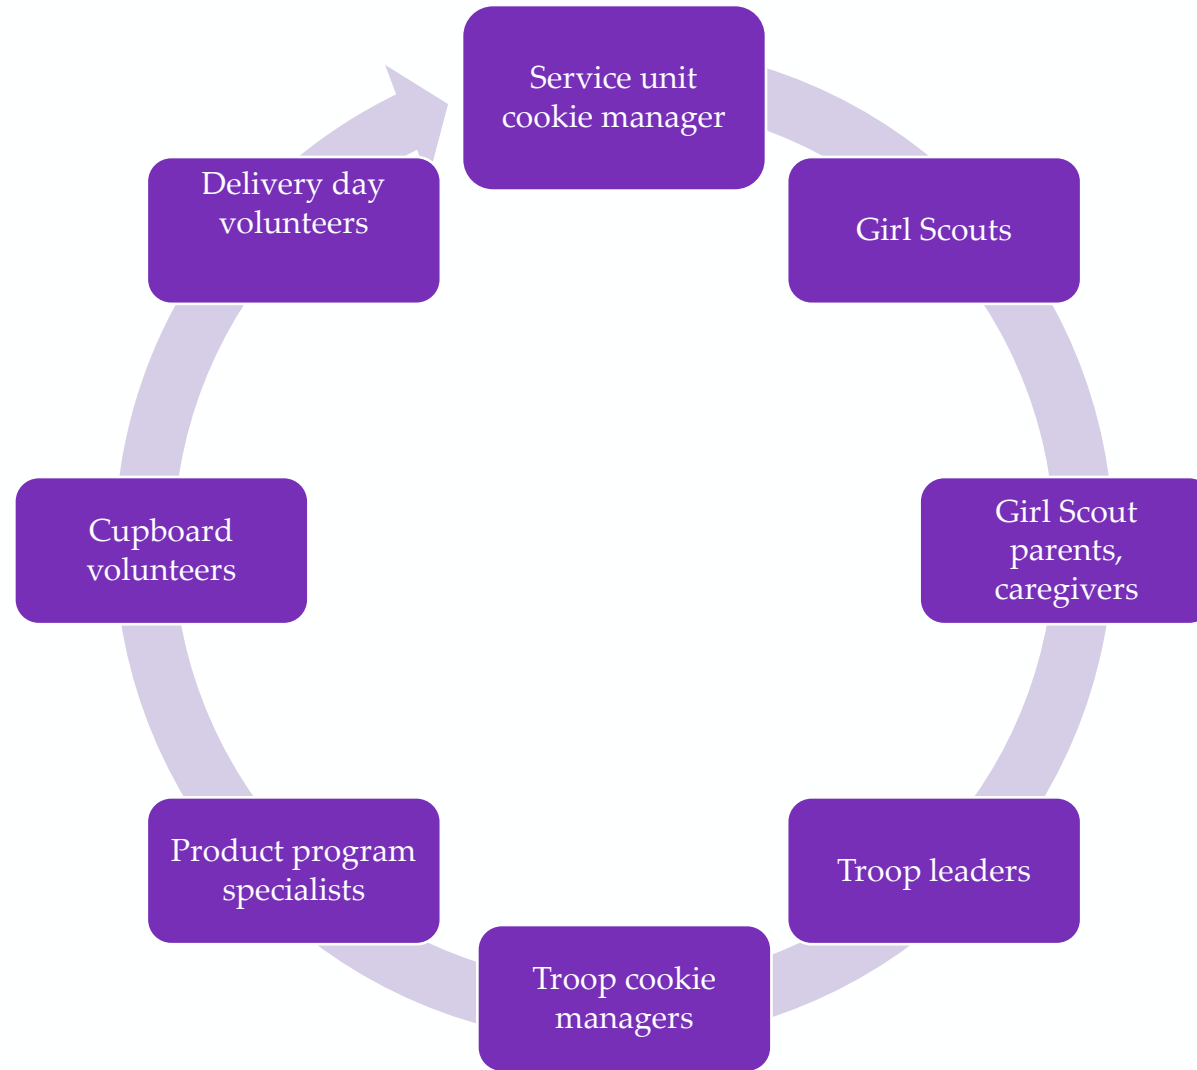 Service unit
cookie manager
Girl Scouts
Girl Scout
parents,
caregivers
Troop leaders
Troop cookie
managers
Product program
specialists
Cupboard
volunteers
Delivery day
volunteers